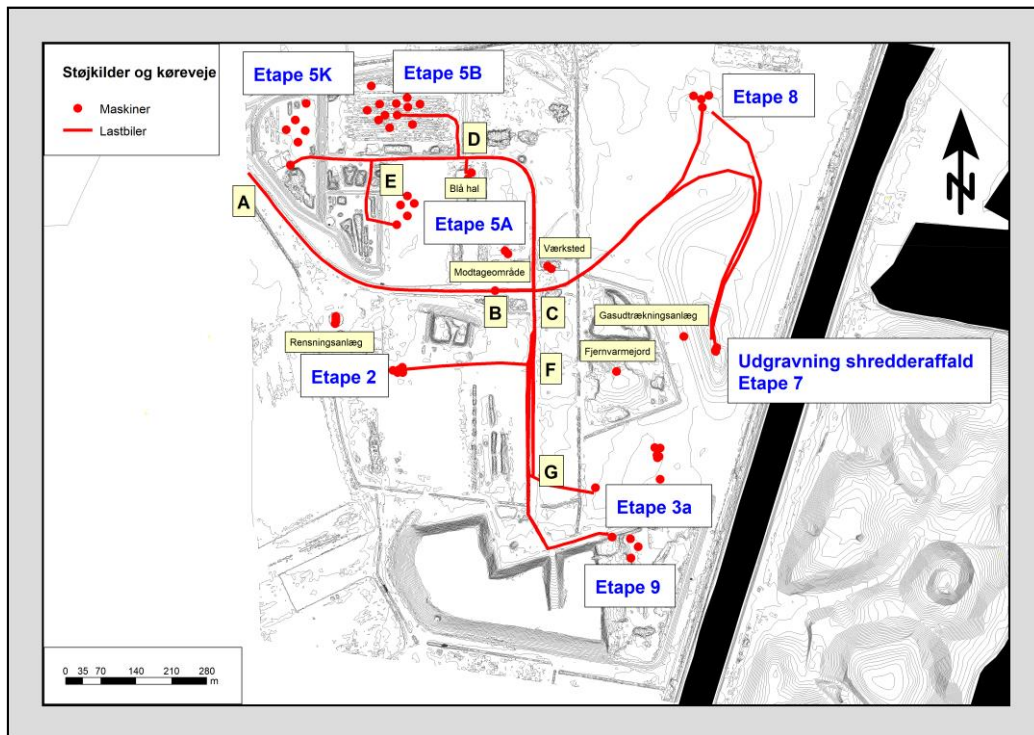 Støjkilder og køreveje
Maskiner
Lastbiler
Etape 5K
Etape 5B
Etape 8
D
E
Blå hal
A
Etape 5A
N
Værksted
Modtageområde
B
C
Gasudtrækningsanlæg
Rensningsanlæg
Fjernvarmejord
Etape 2
F
Udgravning shredderaffald
Etape 7
G
Etape 3a
Etape 9
0 35 70 140 210 280
m